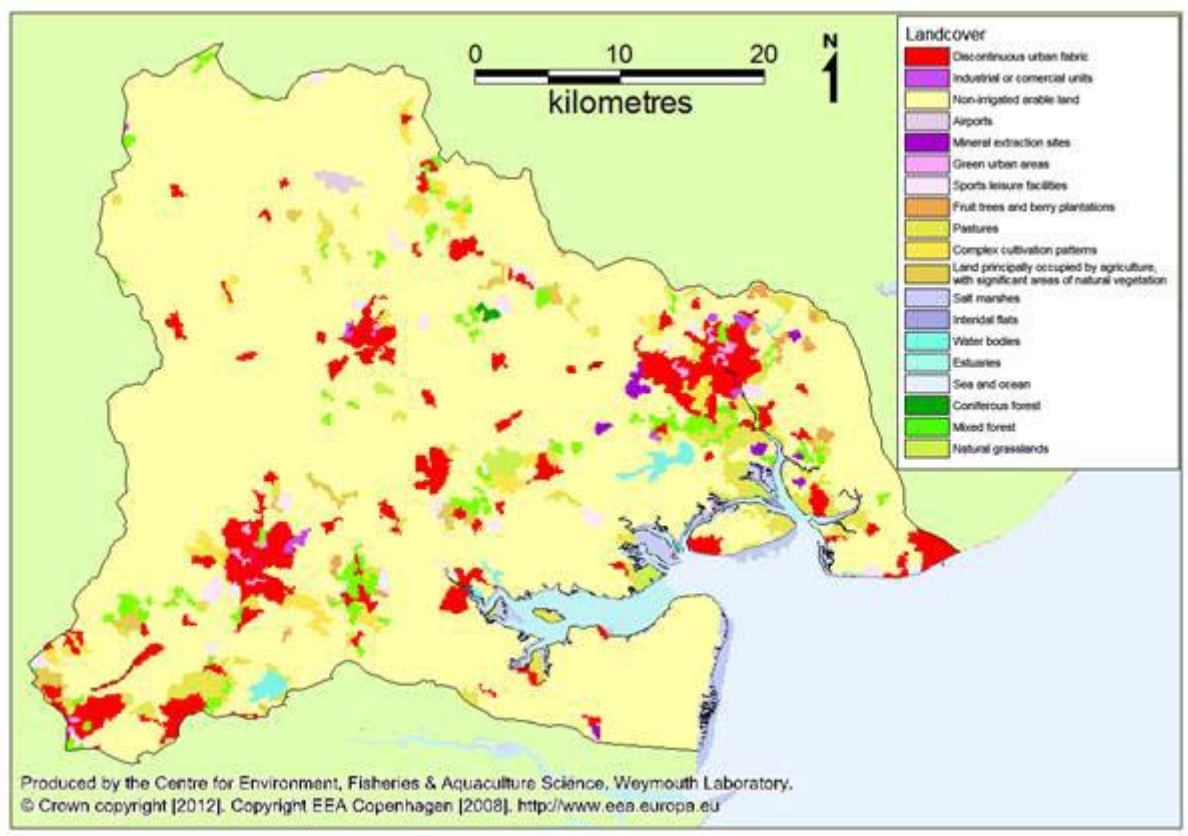 0 10 20
kilometres
N
Landcover
Discontinuous urban fabric
Industrial or comercial units
Non-irrigated arable land
Airports
Mineral extraction sites
Green urban areas
Sports leisure facilities
Fruit trees and berry plantations
Pastures
Complex cultivation patterns
Land principally occupied by agriculture,
with significant areas of natural vegetation
Salt marshes
Interidal flats
Water bodies
Estuaries
Sea and ocean
Coniferous forest
Mixed forest
Natural grasslands
Produced by the Centre for Environment, Fisheries & Aquaculture Science, Weymouth Laboratory.
© Crown copyright [2012]. Copyright EEA Copenhagen [2008]. http://www.eea.europa.eu